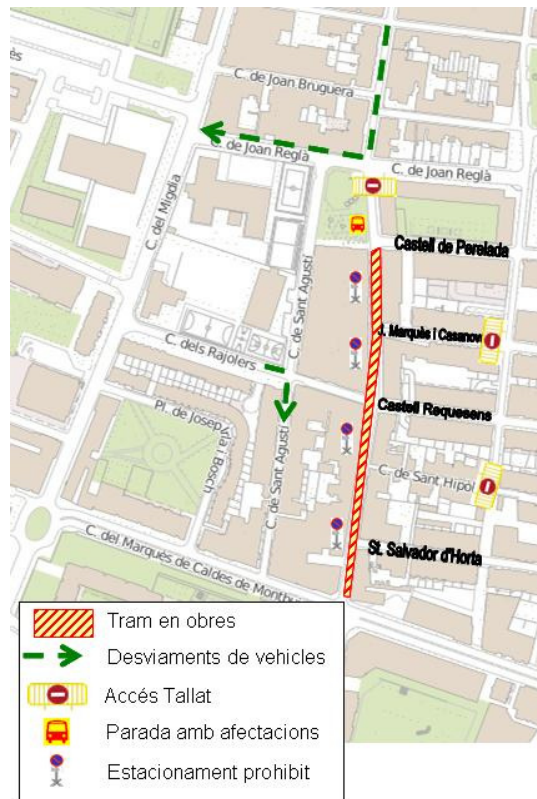 C. de Joan Bruguera
ès
C. de Joan Reglà
C. de Joan Reglà
C. del Migdia
Castell de Perelada
C. de Sant Agustí
J. Marquès i Casanov
C. dels Rajolers
Castell Requesens
Pl. de Josep
Vila i Bosch
C. de Sant Agustí
C. de Sant Hipòl
St. Salvador d'Horta
C. del Marquès de Caldes de Montbui
Tram en obres
Desviaments de vehicles
Accés Tallat
Parada amb afectacions
Estacionament prohibit